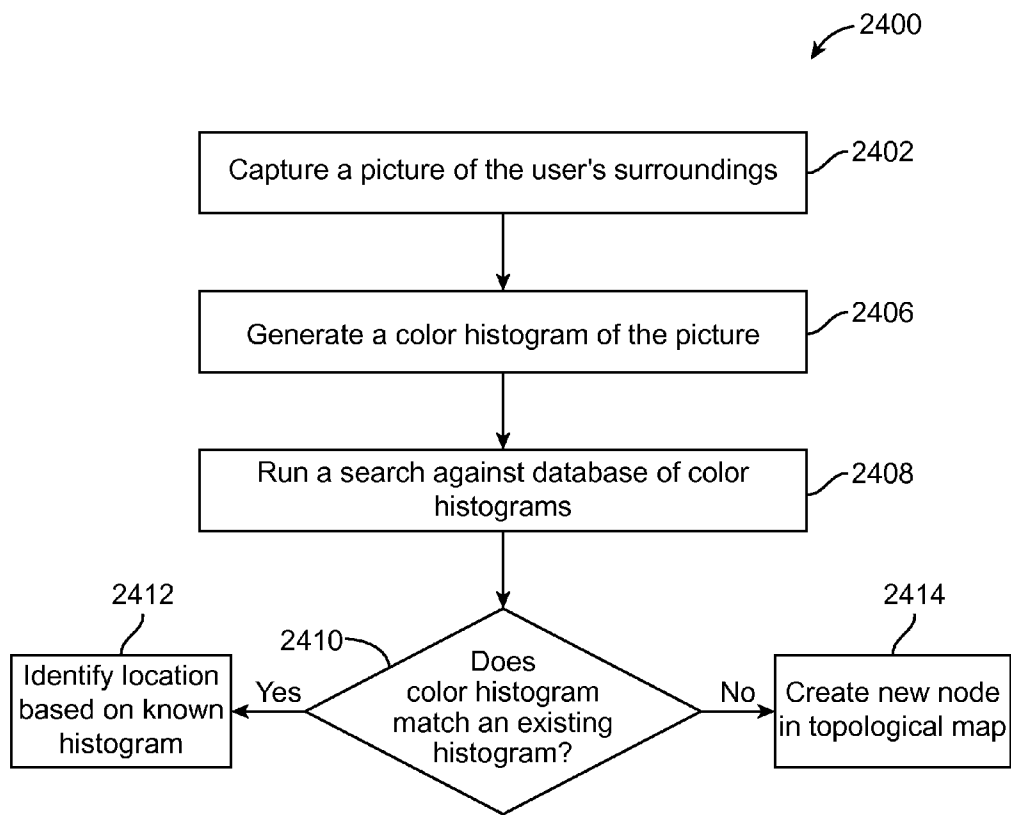 2400
Capture a picture of the user's surroundings
2402
Generate a color histogram of the picture
2406
Run a search against database of color
histograms
2408
2412
Identify location
based on known
histogram
Yes
2410
Does
color histogram
match an existing
histogram?
No
2414
Create new node
in topological map